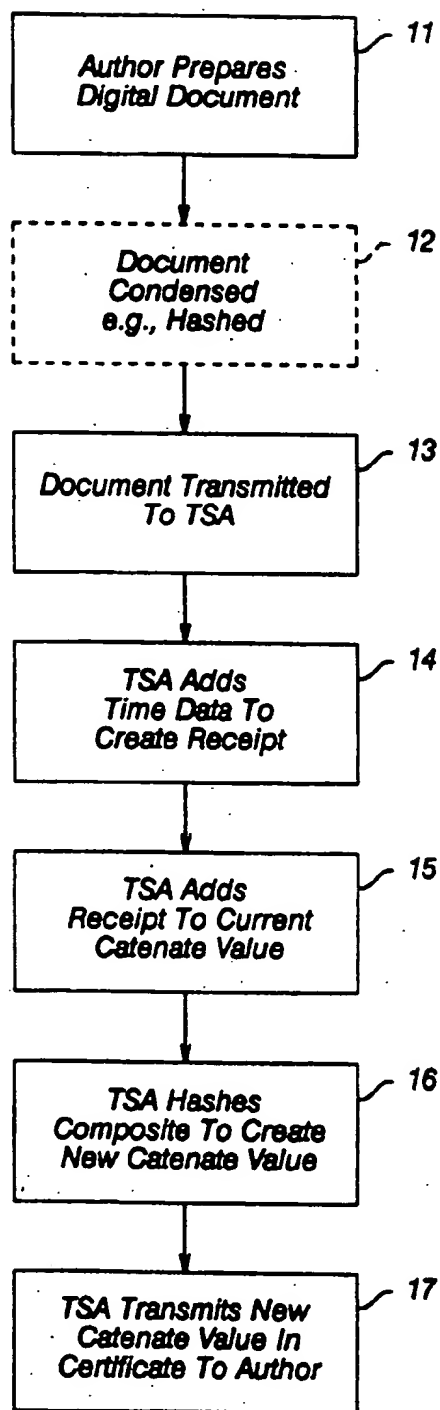 11
Author Prepares
Digital Document
12
Document
Condensed
e.g., Hashed
13
Document Transmitted
To TSA
14
TSA Adds
Time Data To
Create Receipt
15
TSA Adds
Receipt To Current
Catenate Value
16
TSA Hashes
Composite To Create
New Catenate Value
17
TSA Transmits New
Catenate Value In
Certificate To Author